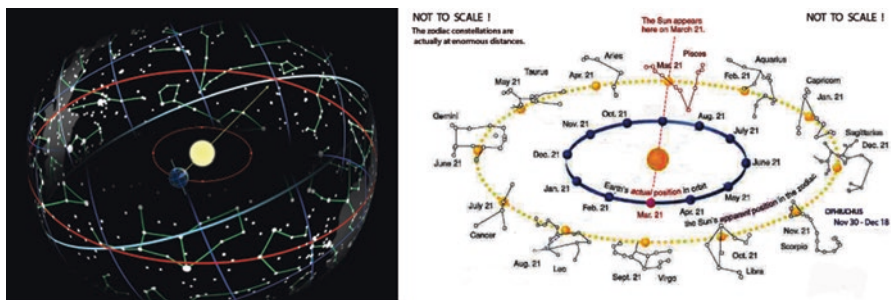 NOT TO SCALE !
The zodiac constellations are
actually at enormous distances.
The Sun appears
here on March 21.
NOT TO SCALE !
Aries
Mar. 21
Pisces
Aquarius
Taurus
Apr. 21
Feb. 21
Capricorn
May 21
Jan. 21
Gemini
Oct. 21
Aug. 21
Nov. 21
July 21
Sagittarius
Dec. 21
June 21
Dec. 21
June 21
Earth's actual position in orbit
Jan. 21
May 21
Feb. 21
Mar. 21
Apr. 21
the Sun's apparent position in the zodiac
July 21
Cancer
OPHIUCHUS
Nov 30 - Dec 18
Nov. 21
Scorpio
Aug. 21
Leo
Sept. 21
Virgo
Oct. 21
Libra